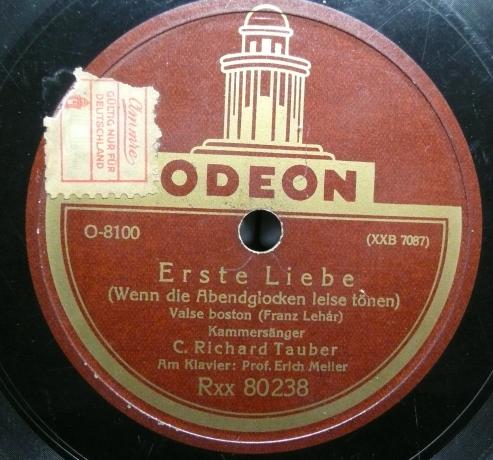 Ammre
GÜLTIG NUR FÜR
DEUTSCHLAND
ODEON
O-8100
(XXB 7087)
Erste Liebe
(Wenn die Abendglocken leise tönen)
Valse boston (Franz Lehár)
Kammersänger
C. Richard Tauber
Am Klavier: Prof. Erich Meller
Rxx 80238